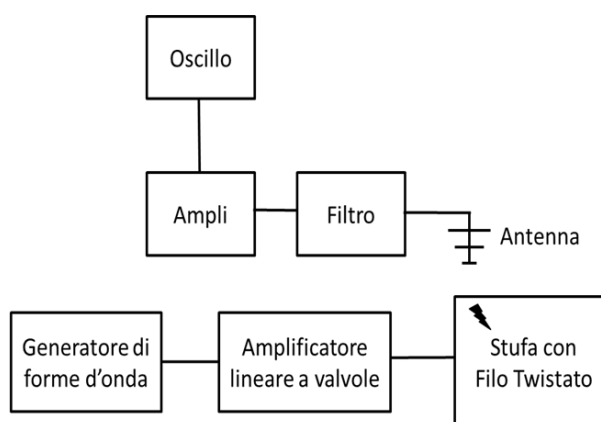 Oscillo
Ampli
Filtro
Antenna
Generatore di
forme d'onda
Amplificatore
lineare a valvole
Stufa con
Filo Twistato